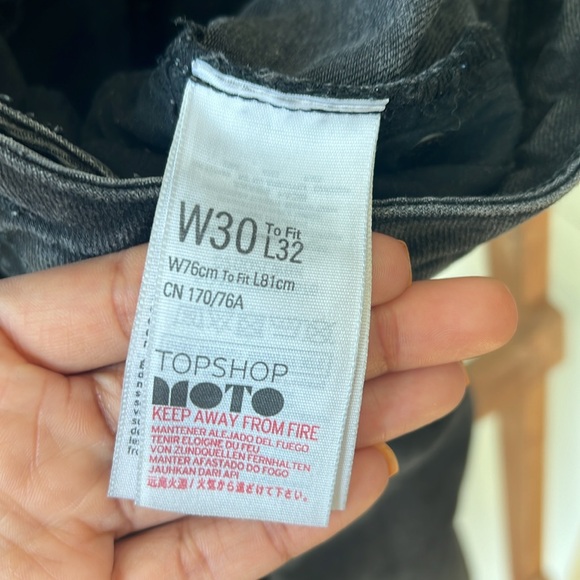 W30 To Fit L32
W76cm To Fit L81cm
CN 170/76A
TOPSHOP
MOTO
KEEP AWAY FROM FIRE
MANTENER ALEJADO DEL FUEGO
TENIR ELOIGNE DU FEU
VON ZUNDQUELLEN FERNHALTEN
MANTER AFASTADO DO FOGO
JAUHKAN DARI API
远离火源/火気から遠ざけて下さい。